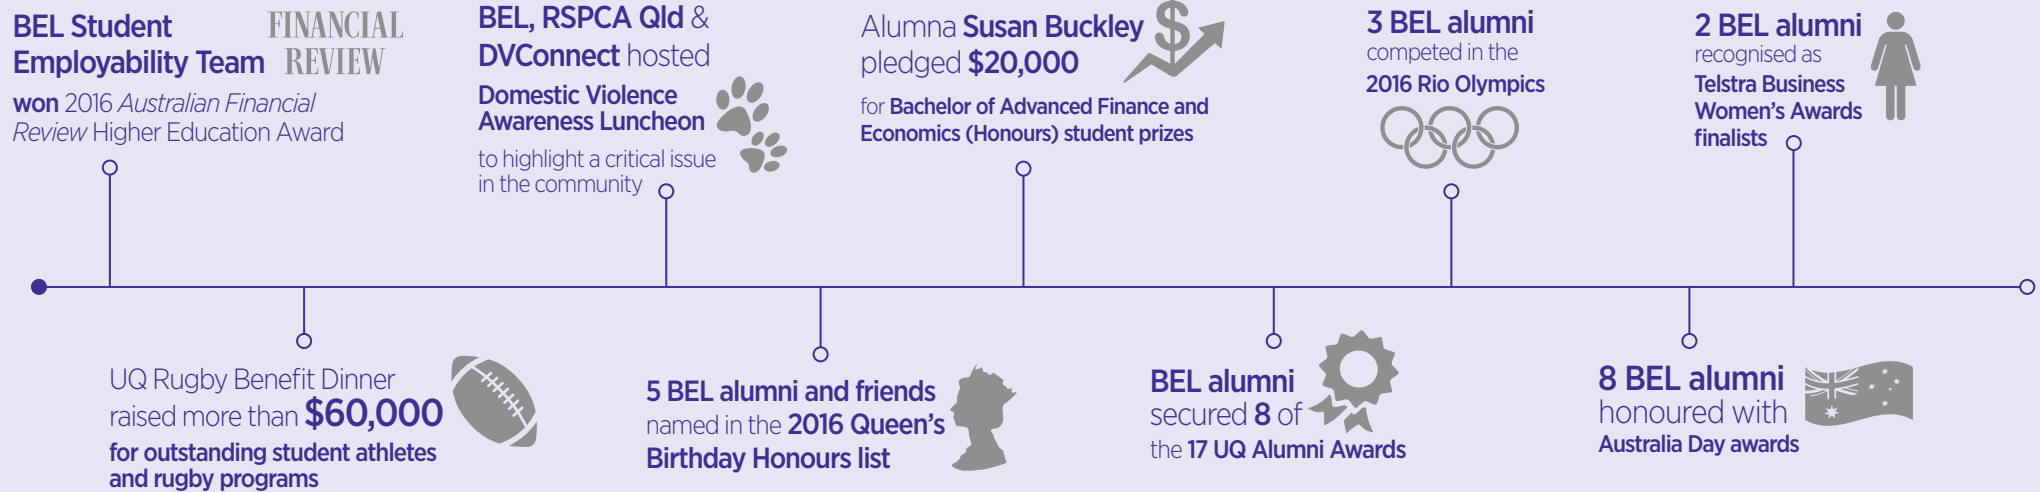 BEL Student
Employability Team
FINANCIAL
REVIEW
won 2016 Australian Financial
Review Higher Education Award
UQ Rugby Benefit Dinner
raised more than $60,000
for outstanding student athletes
and rugby programs
BEL, RSPCA Qld &
DVConnect hosted
Domestic Violence
Awareness Luncheon
to highlight a critical issue
in the community
5 BEL alumni and friends
named in the 2016 Queen's
Birthday Honours list
Alumna Susan Buckley
pledged $20,000
for Bachelor of Advanced Finance and
Economics (Honours) student prizes
$
BEL alumni
secured 8 of
the 17 UQ Alumni Awards
3 BEL alumni
competed in the
2016 Rio Olympics
8 BEL alumni
honoured with
Australia Day awards
2 BEL alumni
recognised as
Telstra Business
Women's Awards
finalists